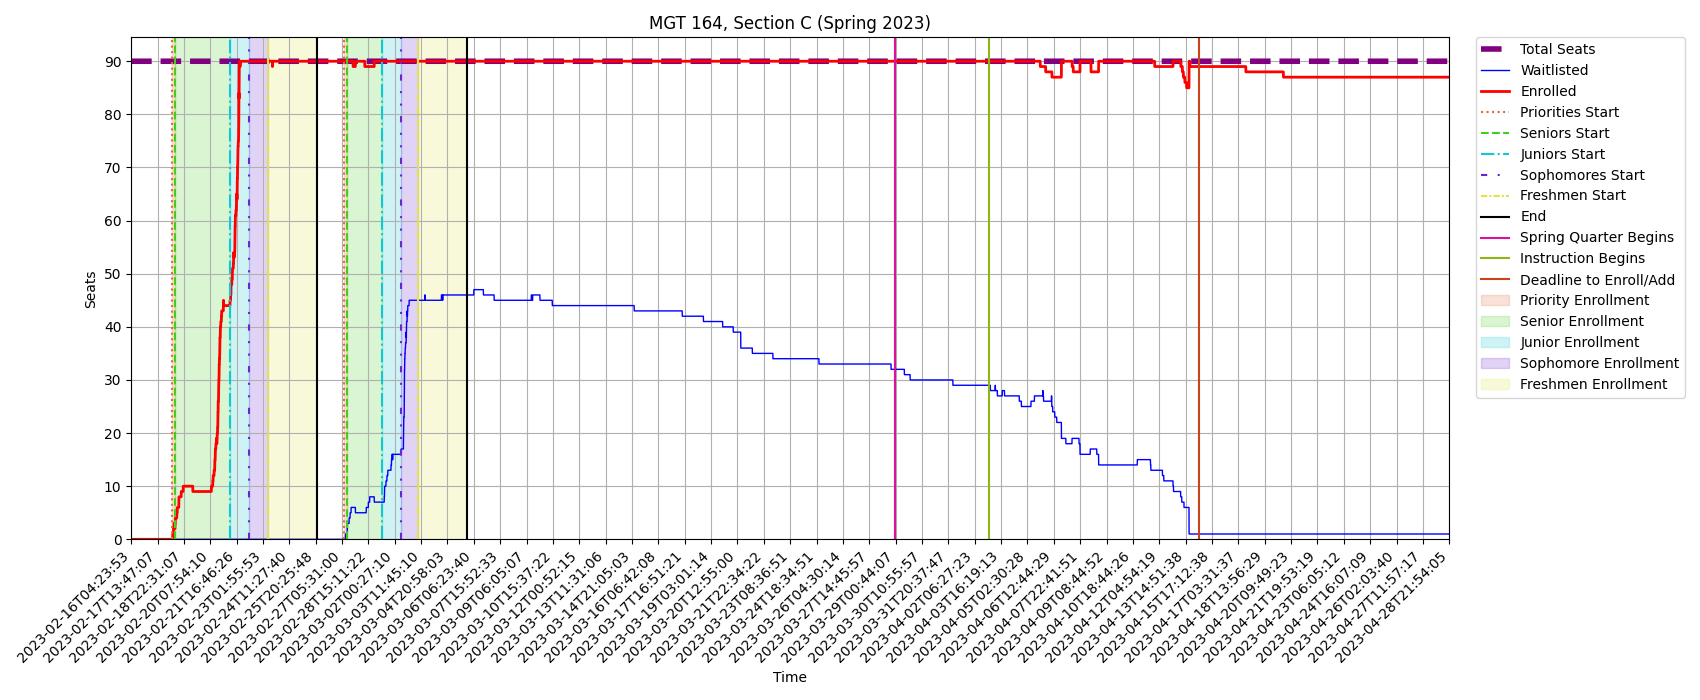 MGT 164, Section C (Spring 2023)
Seats
90
80
70
60
50
40
30
20
10
0
2023-02-16T04:23:53
2023-02-17T13:47:07
2023-02-18T22:31:07
2023-02-20T07:54:10
2023-02-21T16:46:26
2023-02-23T01:55:53
2023-02-24T11:27:40
2023-02-25T20:25:48
2023-02-27T05:31:00
2023-02-28T15:11:22
2023-03-02T00:27:10
2023-03-03T11:45:10
2023-03-04T20:58:03
2023-03-06T06:23:40
2023-03-07T15:52:33
2023-03-09T06:05:07
2023-03-10T15:37:22
2023-03-12T00:52:15
2023-03-13T11:31:06
2023-03-14T21:05:03
2023-03-16T06:42:08
2023-03-17T16:51:21
2023-03-19T03:01:14
2023-03-20T12:55:00
2023-03-21T22:34:22
2023-03-23T08:36:51
2023-03-24T18:34:51
2023-03-26T04:30:14
2023-03-27T14:45:57
2023-03-29T00:44:07
2023-03-30T10:55:57
2023-03-31T20:37:47
2023-04-02T06:27:23
2023-04-03T16:19:13
2023-04-05T02:30:28
2023-04-06T12:44:29
2023-04-07T22:41:51
2023-04-09T08:44:52
2023-04-10T18:44:26
2023-04-12T04:54:19
2023-04-13T14:51:38
2023-04-15T17:12:38
2023-04-17T03:31:37
2023-04-18T13:56:29
2023-04-20T09:49:23
2023-04-21T19:53:19
2023-04-23T06:05:12
2023-04-24T16:07:09
2023-04-26T02:03:40
2023-04-27T11:57:17
2023-04-28T21:54:05
Time
Total Seats
Waitlisted
Enrolled
Priorities Start
Seniors Start
Juniors Start
Sophomores Start
Freshmen Start
End
Spring Quarter Begins
Instruction Begins
Deadline to Enroll/Add
Priority Enrollment
Senior Enrollment
Junior Enrollment
Sophomore Enrollment
Freshmen Enrollment